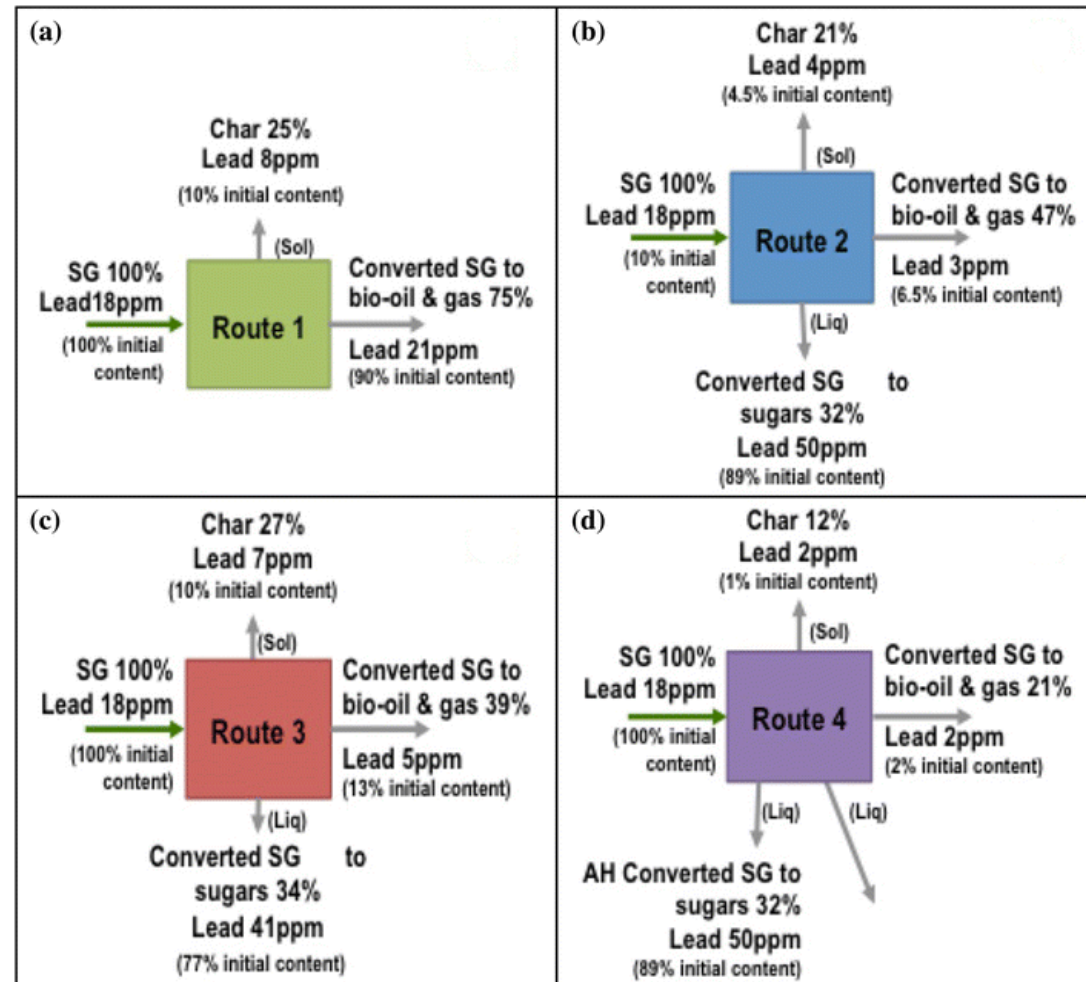 (a)
Char 25%
Lead 8ppm
(10% initial content)
(Sol)
SG 100%
Lead18ppm
(100% initial
content)
Route 1
Converted SG to
bio-oil & gas 75%
Lead 21ppm
(90% initial content)
(b)
Char 21%
Lead 4ppm
(4.5% initial content)
(Sol)
SG 100%
Lead 18ppm
(10% initial
content)
Route 2
Converted SG to
bio-oil & gas 47%
Lead 3ppm
(6.5% initial content)
(Liq)
Converted SG to
sugars 32%
Lead 50ppm
(89% initial content)
(c)
Char 27%
Lead 7ppm
(10% initial content)
(Sol)
SG 100%
Lead 18ppm
(100% initial
content)
Route 3
Converted SG to
bio-oil & gas 39%
Lead 5ppm
(13% initial content)
(Liq)
Converted SG to
sugars 34%
Lead 41ppm
(77% initial content)
(d)
Char 12%
Lead 2ppm
(1% initial content)
(Sol)
SG 100%
Lead 18ppm
(100% initial
content)
Route 4
Converted SG to
bio-oil & gas 21%
Lead 2ppm
(2% initial content)
(Liq)
(Liq)
AH Converted SG to
sugars 32%
Lead 50ppm
(89% initial content)